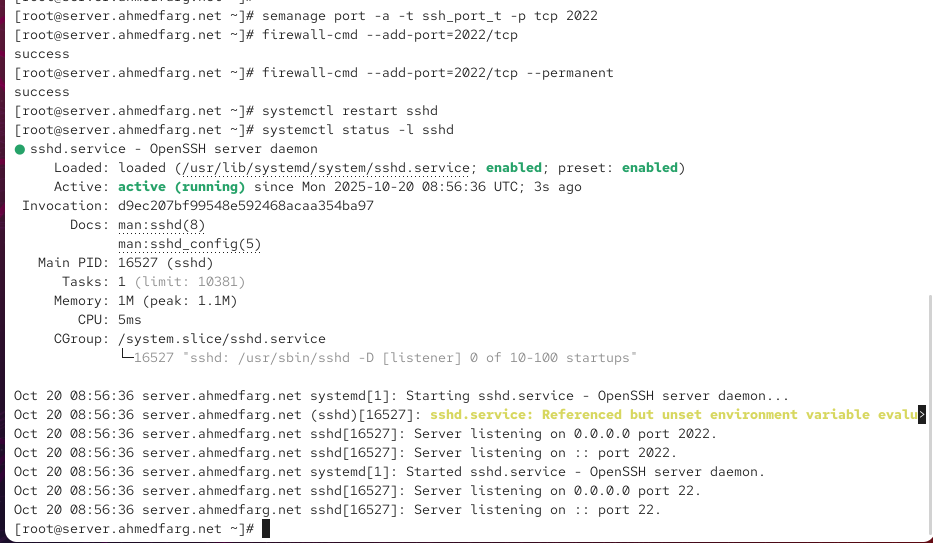 [root@server.ahmedfarg.net ~]# semanage port -a -t ssh_port_t -p tcp 2022
[root@server.ahmedfarg.net ~]# firewall-cmd --add-port=2022/tcp
success
[root@server.ahmedfarg.net ~]# firewall-cmd --add-port=2022/tcp --permanent
success
[root@server.ahmedfarg.net ~]# systemctl restart sshd
[root@server.ahmedfarg.net ~]# systemctl status -l sshd
● sshd.service - OpenSSH server daemon
     Loaded: loaded (/usr/lib/systemd/system/sshd.service; enabled; preset: enabled)
     Active: active (running) since Mon 2025-10-20 08:56:36 UTC; 3s ago
 Invocation: d9ec207bf99548e592468acaa354ba97
       Docs: man:sshd(8)
             man:sshd_config(5)
   Main PID: 16527 (sshd)
      Tasks: 1 (limit: 10381)
     Memory: 1M (peak: 1.1M)
        CPU: 5ms
     CGroup: /system.slice/sshd.service
             └─16527 "sshd: /usr/sbin/sshd -D [listener] 0 of 10-100 startups"

Oct 20 08:56:36 server.ahmedfarg.net systemd[1]: Starting sshd.service - OpenSSH server daemon...
Oct 20 08:56:36 server.ahmedfarg.net (sshd)[16527]: sshd.service: Referenced but unset environment variable evalu>
Oct 20 08:56:36 server.ahmedfarg.net sshd[16527]: Server listening on 0.0.0.0 port 2022.
Oct 20 08:56:36 server.ahmedfarg.net sshd[16527]: Server listening on :: port 2022.
Oct 20 08:56:36 server.ahmedfarg.net systemd[1]: Started sshd.service - OpenSSH server daemon.
Oct 20 08:56:36 server.ahmedfarg.net sshd[16527]: Server listening on 0.0.0.0 port 22.
Oct 20 08:56:36 server.ahmedfarg.net sshd[16527]: Server listening on :: port 22.
[root@server.ahmedfarg.net ~]#